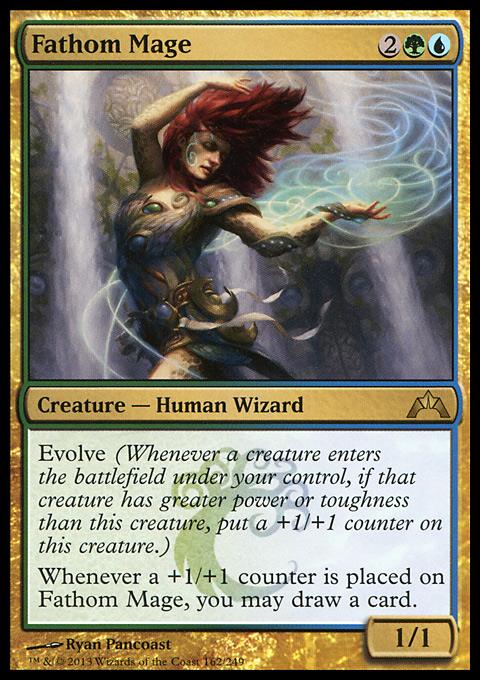 Fathom Mage 2
Creature — Human Wizard
Evolve (Whenever a creature enters
the battlefield under your control, if that
creature has greater power or toughness
than this creature, put a +1/+1 counter on
this creature.)
Whenever a +1/+1 counter is placed on
Fathom Mage, you may draw a card.
Ryan Pancoast
1/1
™ & © 2013 Wizards of the Coast 162/249